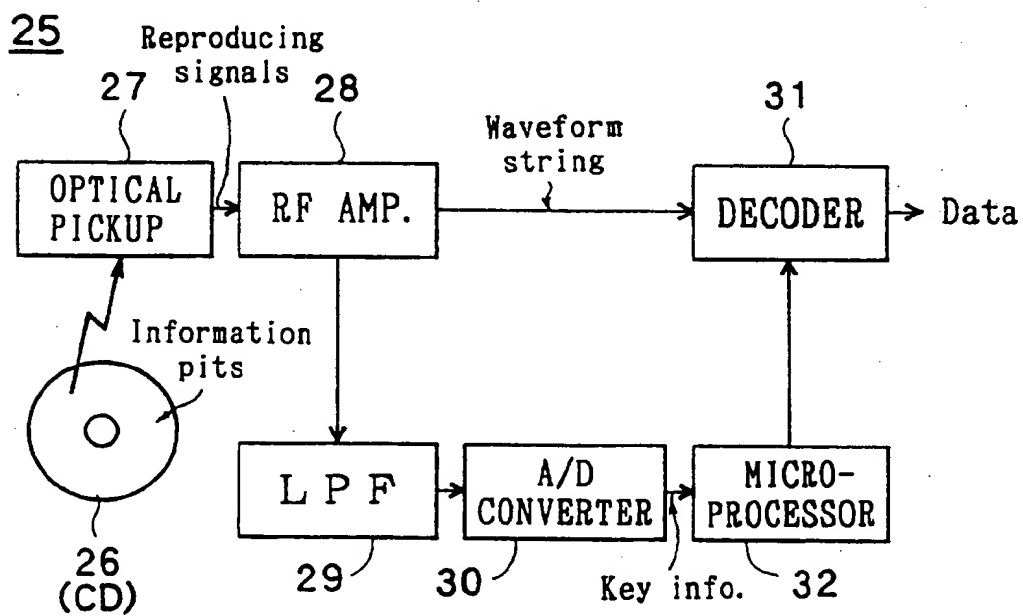 25
Reproducing
signals
27
28
31
Waveform
string
OPTICAL
PICKUP
RF AMP.
DECODER
Data
Information
pits
LPF
A/D
CONVERTER
MICRO-
PROCESSOR
26
(CD)
29
30
Key info.
32